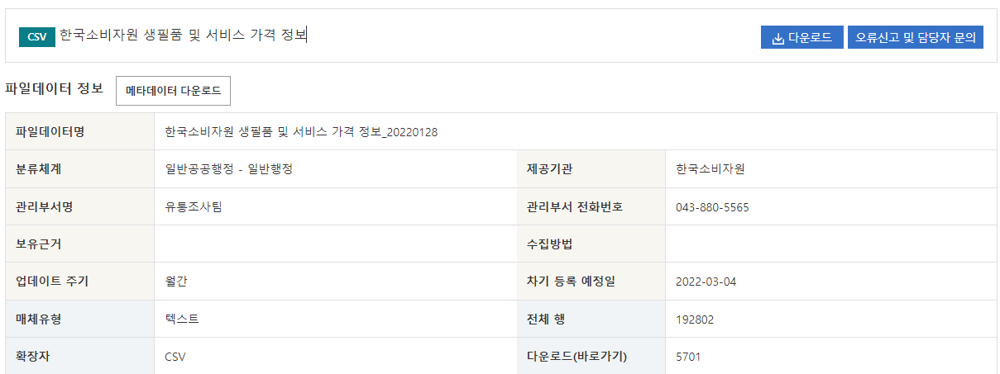 CSV 한국소비자원 생필품 및 서비스 가격 정보 다운로드 오류신고 및 담당자 문의
파일데이터 정보 메타데이터 다운로드
파일데이터명 한국소비자원 생필품 및 서비스 가격 정보_20220128
분류체계 일반공공행정 - 일반행정 제공기관 한국소비자원
관리부서명 유통조사팀 관리부서 전화번호 043-880-5565
보유근거 수집방법
업데이트 주기 월간 차기 등록 예정일 2022-03-04
매체유형 텍스트 전체 행 192802
확장자 CSV 다운로드(바로가기) 5701